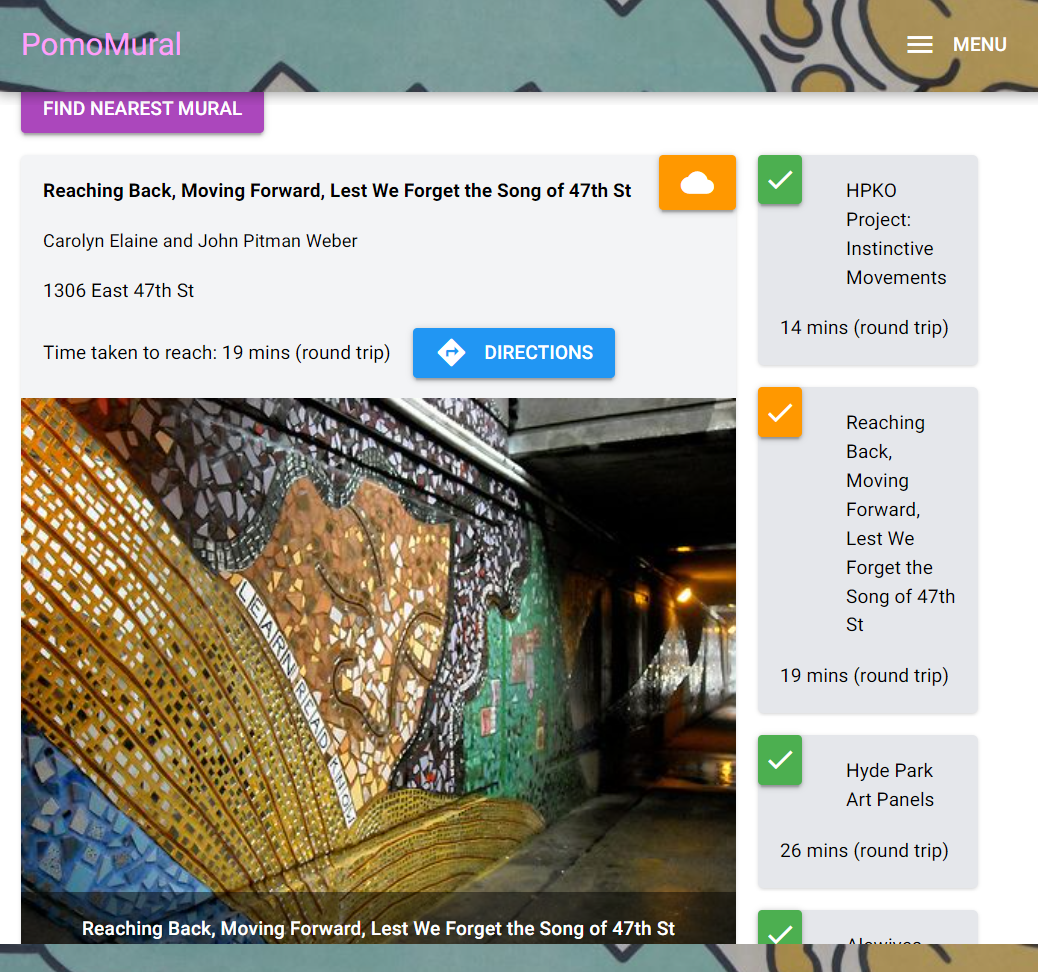 PomoMural
MENU
FIND NEAREST MURAL
Reaching Back, Moving Forward, Lest We Forget the Song of 47th St
Carolyn Elaine and John Pitman Weber
1306 East 47th St
Time taken to reach: 19 mins (round trip)
DIRECTIONS
LEARN READ KNOW
Reaching Back, Moving Forward, Lest We Forget the Song of 47th St
HPKO
Project:
Instinctive
Movements
14 mins (round trip)
Reaching
Back,
Moving
Forward,
Lest We
Forget the
Song of 47th
St
19 mins (round trip)
Hyde Park
Art Panels
26 mins (round trip)